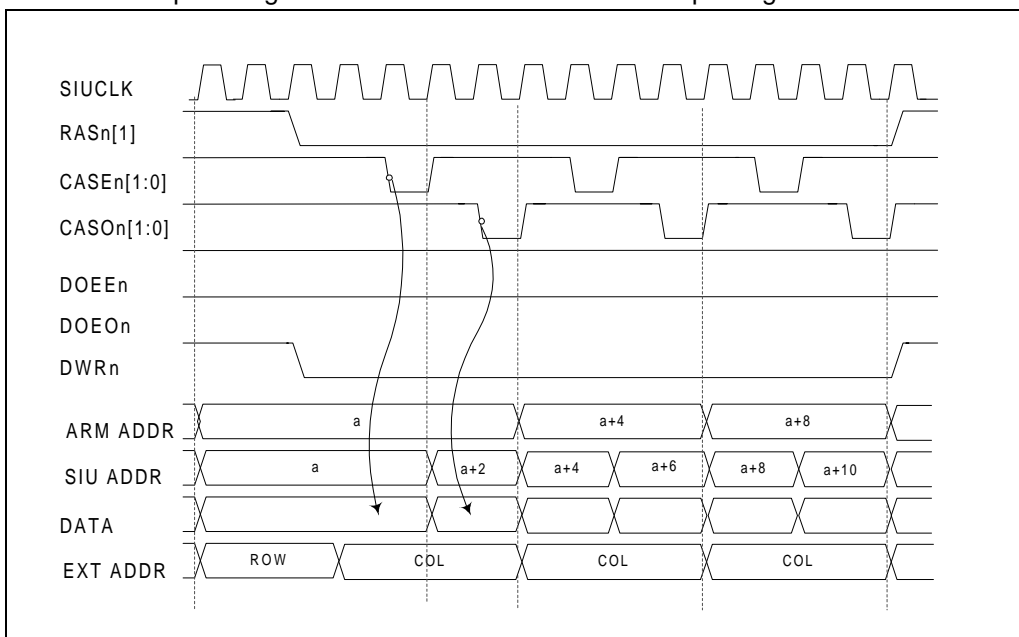 SIUCLK
RASn[1]
CASEn[1:0]
CASOn[1:0]
DOEEn
DOEOn
DWRn
ARM ADDR a a+4 a+8
SIU ADDR a a+2 a+4 a+6 a+8 a+10
DATA
EXT ADDR ROW COL COL COL